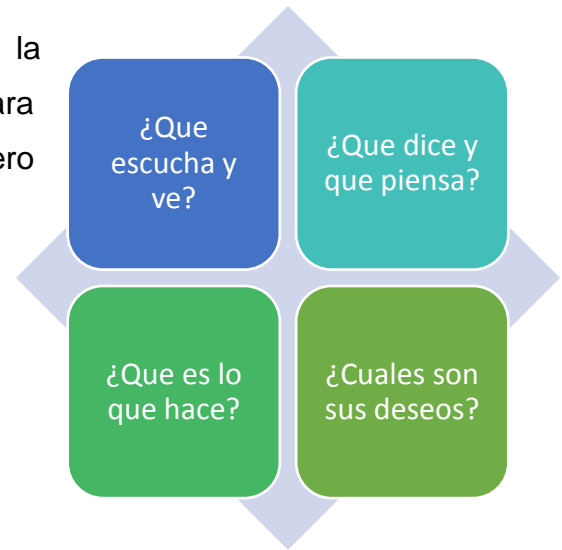 la
ara
ero
¿Que
escucha y
ve?
¿Que dice y
que piensa?
¿Que es lo
que hace?
¿Cuales son
sus deseos?